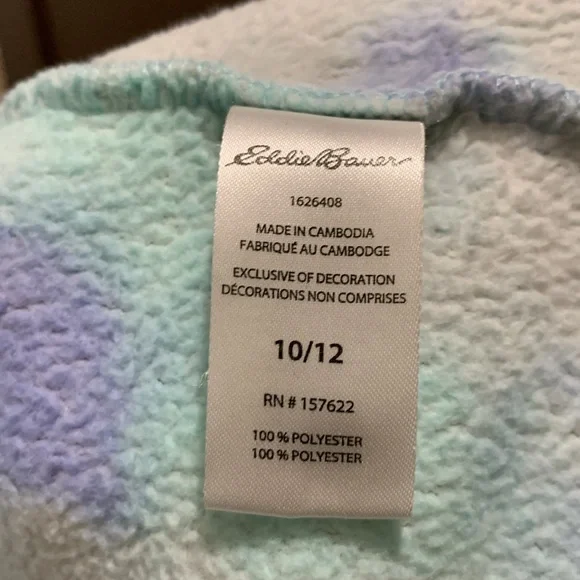 Eddie Bauer
1626408
MADE IN CAMBODIA
FABRIQUÉ AU CAMBODGE
EXCLUSIVE OF DECORATION
DÉCORATIONS NON COMPRISES
10/12
RN # 157622
100 % POLYESTER
100 % POLYESTER